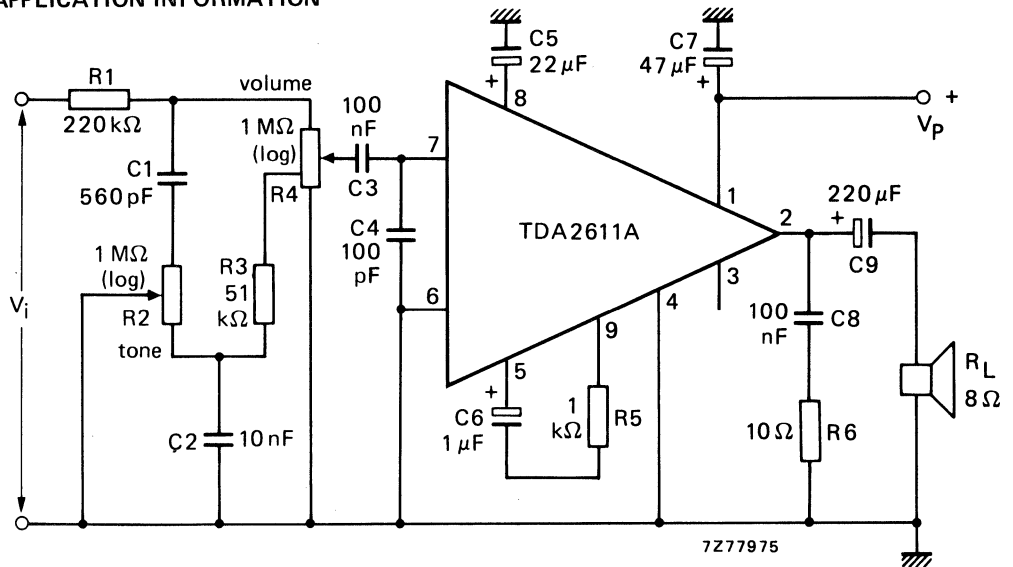 APPLICATION INFORMATION
R1
220 kΩ
volume
C1
560 pF
1 MΩ
(log)
R2
tone
Vi
R3
51
kΩ
C2
10 nF
1 MΩ
(log)
R4
100
nF
C3
C4
100
pF
7
6
C5
22 µF
+
8
TDA2611A
C7
47 µF
+
1
+
VP
2
3
4
9
5
+
C6
1 µF
1
kΩ
R5
220 µF
+
C9
100
nF
C8
10 Ω
R6
RL
8 Ω
7Z77975